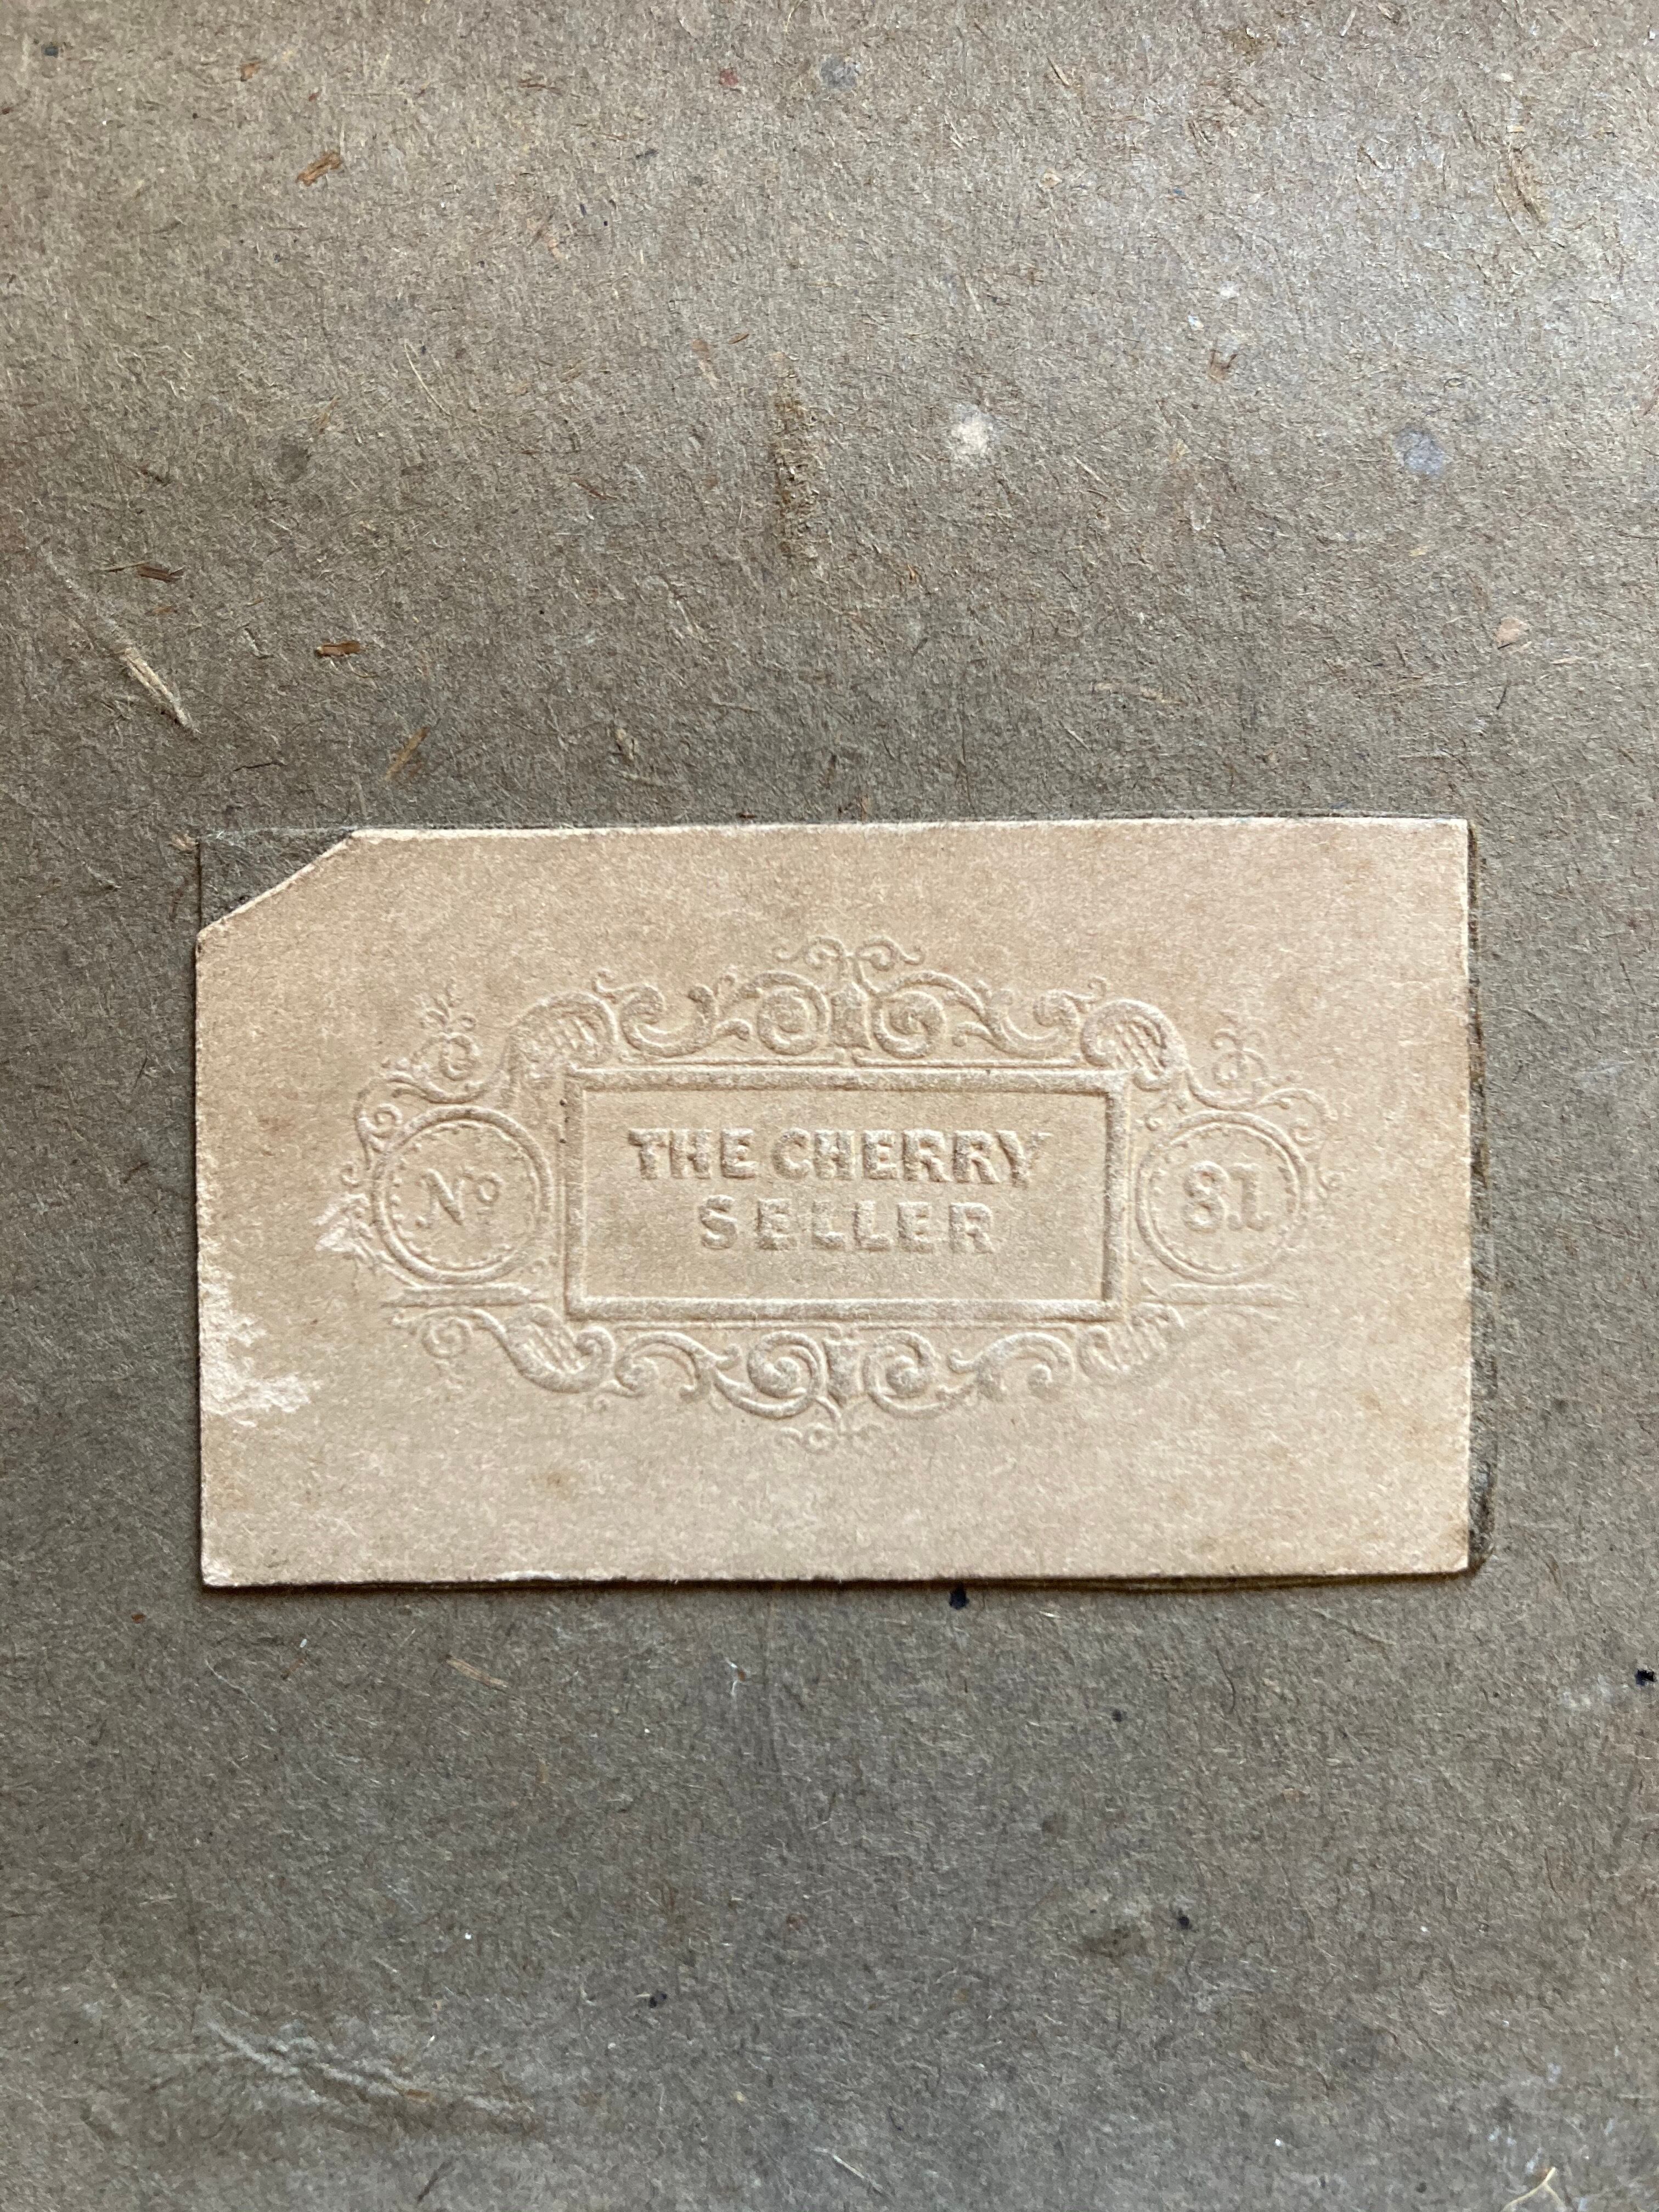 No
THE CHERRY
SELLER
81